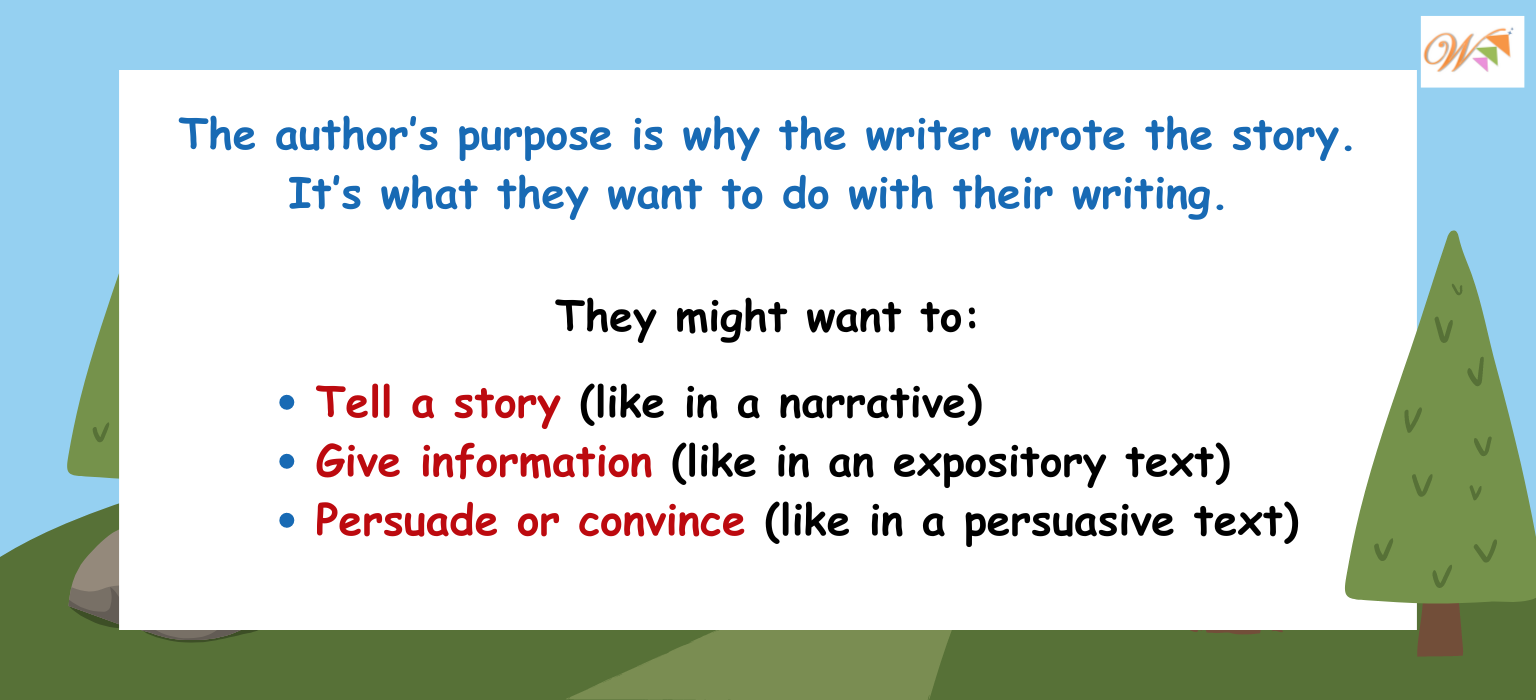 W
The author’s purpose is why the writer wrote the story.
It’s what they want to do with their writing.
They might want to:
• Tell a story (like in a narrative)
• Give information (like in an expository text)
• Persuade or convince (like in a persuasive text)